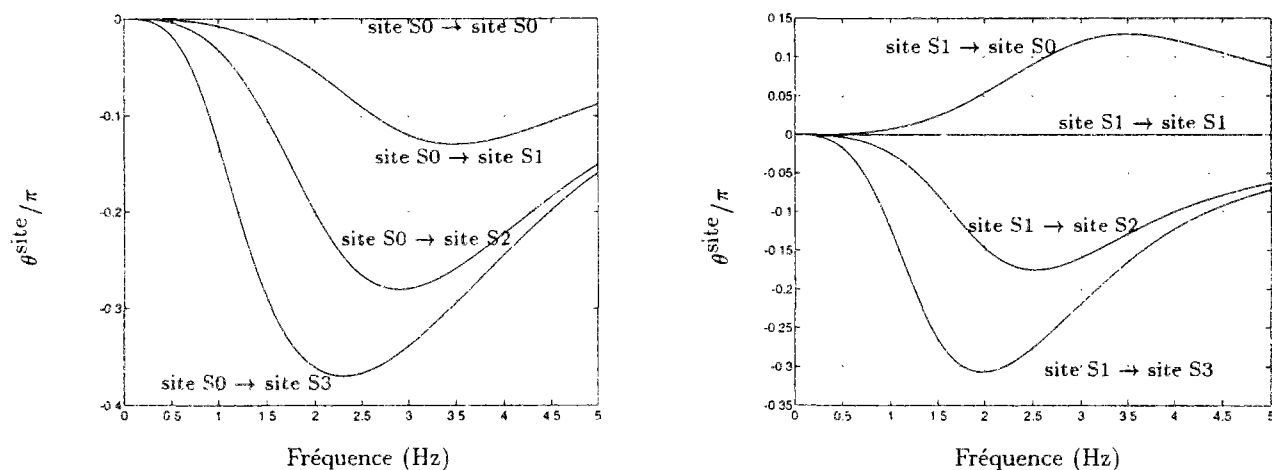 0
-0.1
-0.2
-0.3
-0.4
θ^site/π
site S0 → site S0
site S0 → site S1
site S0 → site S2
site S0 → site S3
0 0.5 1 1.5 2 2.5 3 3.5 4 4.5 5
Fréquence (Hz)
0.15
0.1
0.05
0
-0.05
-0.1
-0.15
-0.2
-0.25
-0.3
-0.35
θ^site/π
site S1 → site S0
site S1 → site S1
site S1 → site S2
site S1 → site S3
0 0.5 1 1.5 2 2.5 3 3.5 4 4.5 5
Fréquence (Hz)